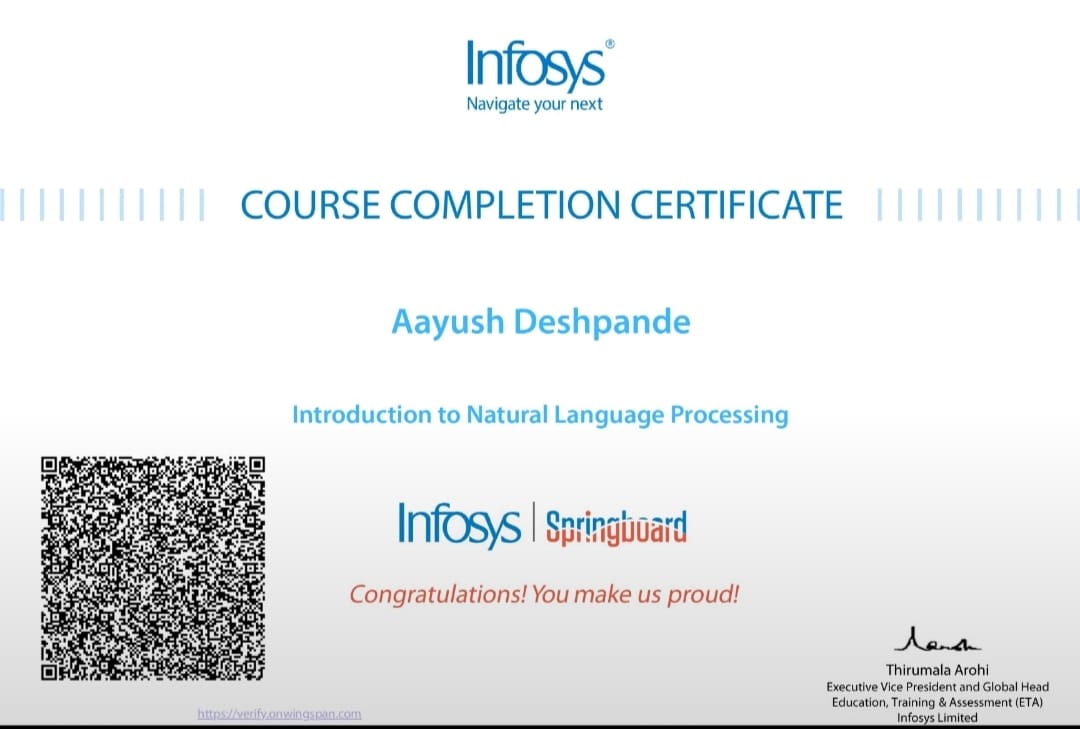 Infosys®
Navigate your next
COURSE COMPLETION CERTIFICATE
Aayush Deshpande
Introduction to Natural Language Processing
Infosys | Springboard
Congratulations! You make us proud!
Thirumala Arohi
Executive Vice President and Global Head
Education, Training & Assessment (ETA)
Infosys Limited
https://verify.onwingspan.com